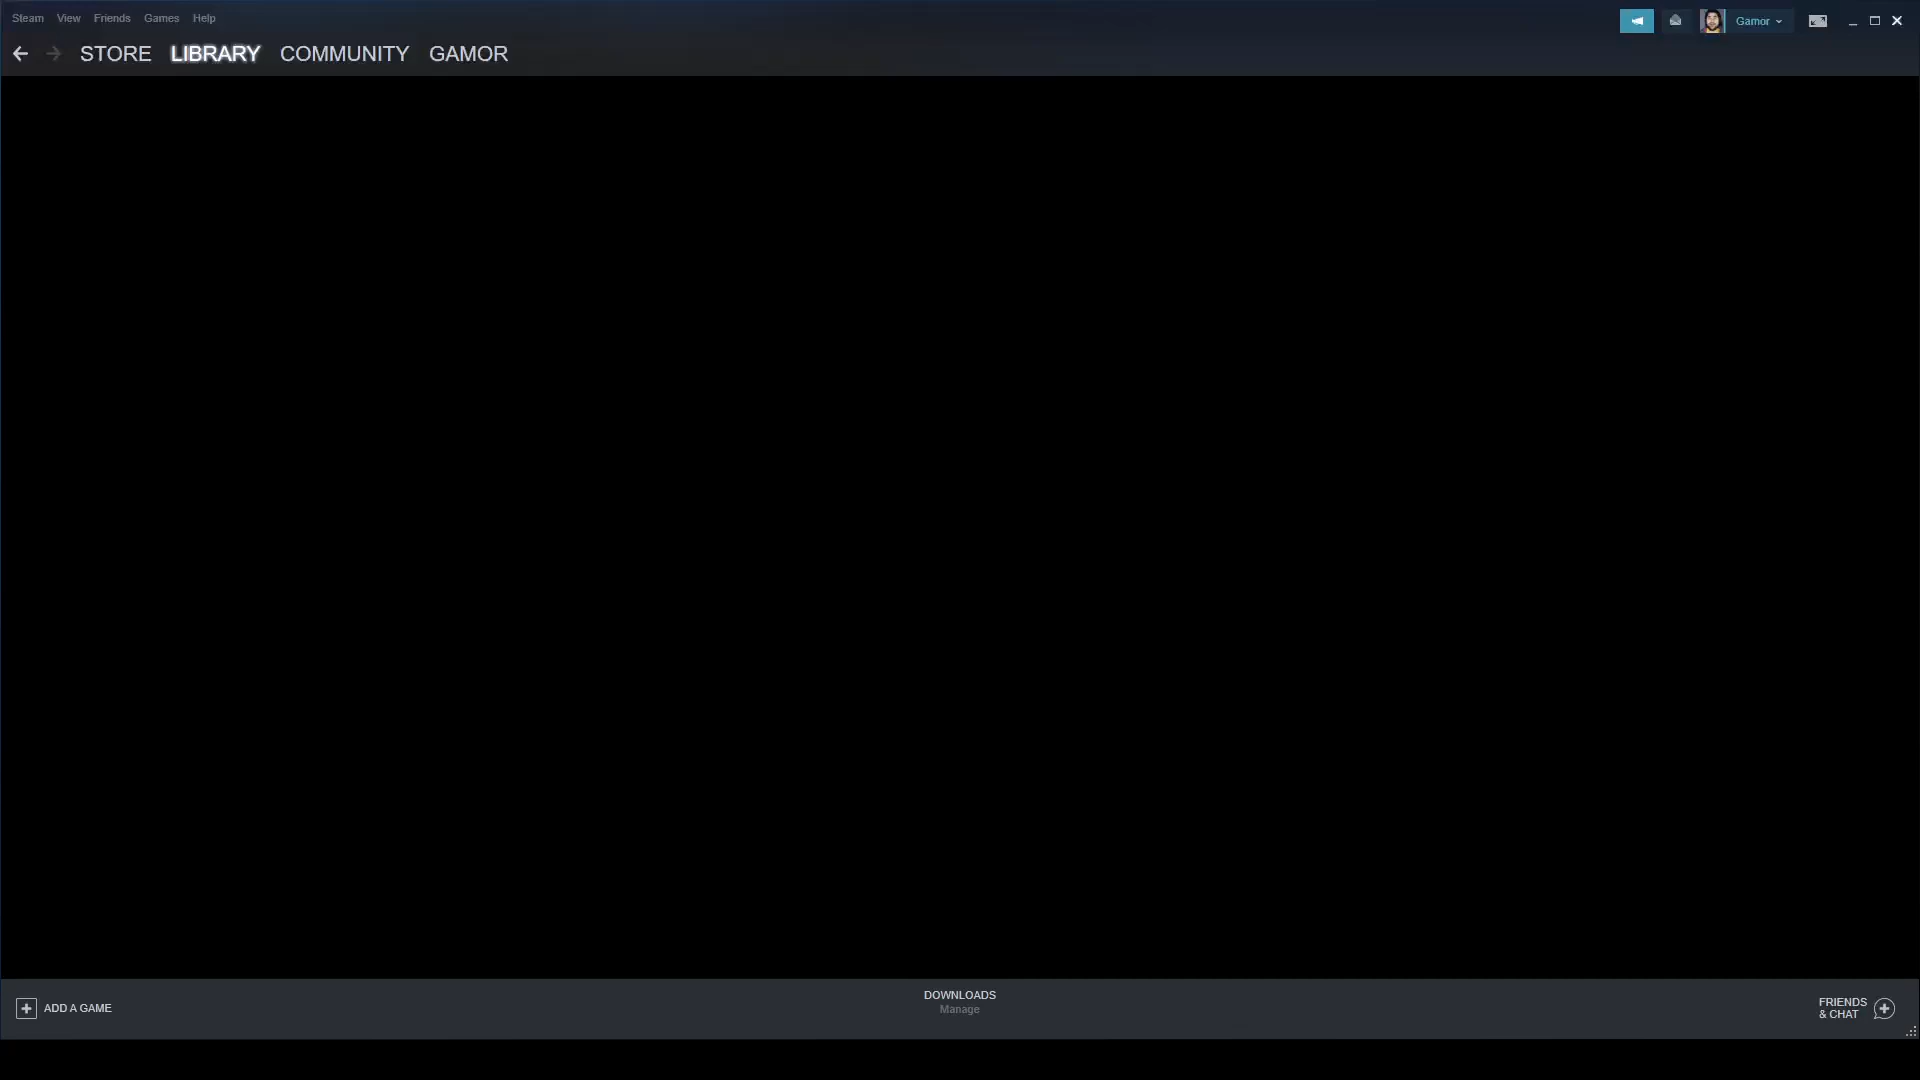 Steam View Friends Games Help
Gamor
STORE LIBRARY COMMUNITY GAMOR
ADD A GAME
DOWNLOADS
Manage
FRIENDS
& CHAT